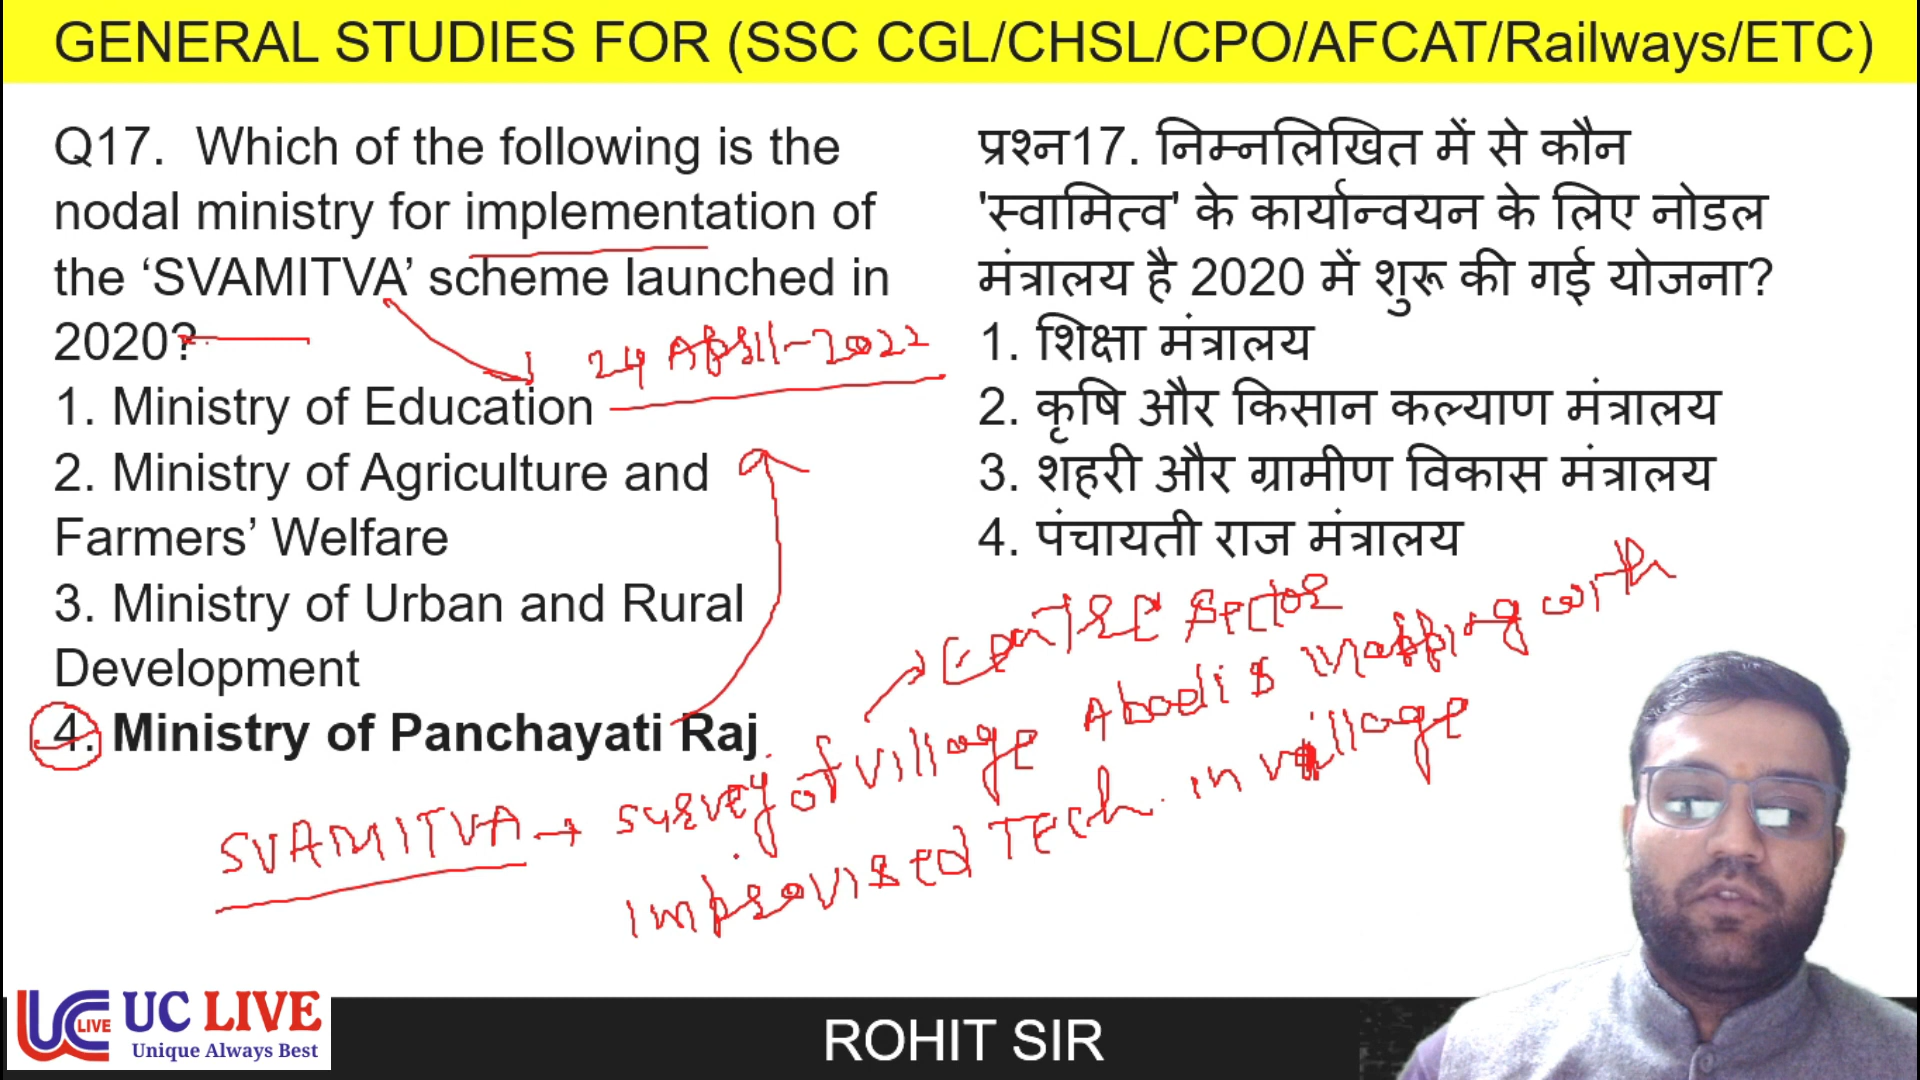 GENERAL STUDIES FOR (SSC CGL/CHSL/CPO/AFCAT/Railways/ETC)
Q17. Which of the following is the
nodal ministry for implementation of
the ‘SVAMITVA’ scheme launched in
2020?
24 April-2022
1. Ministry of Education
2. Ministry of Agriculture and
Farmers’ Welfare
3. Ministry of Urban and Rural
Development
4. Ministry of Panchayati Raj
प्रश्न17. निम्नलिखित में से कौन
'स्वामित्व' के कार्यान्वयन के लिए नोडल
मंत्रालय है 2020 में शुरू की गई योजना?
1. शिक्षा मंत्रालय
2. कृषि और किसान कल्याण मंत्रालय
3. शहरी और ग्रामीण विकास मंत्रालय
4. पंचायती राज मंत्रालय
Sector
SVAMITVA → Survey of village Abadis Mapping with
Improvised Tech. in village
LIVE
UC LIVE
Unique Always Best
ROHIT SIR